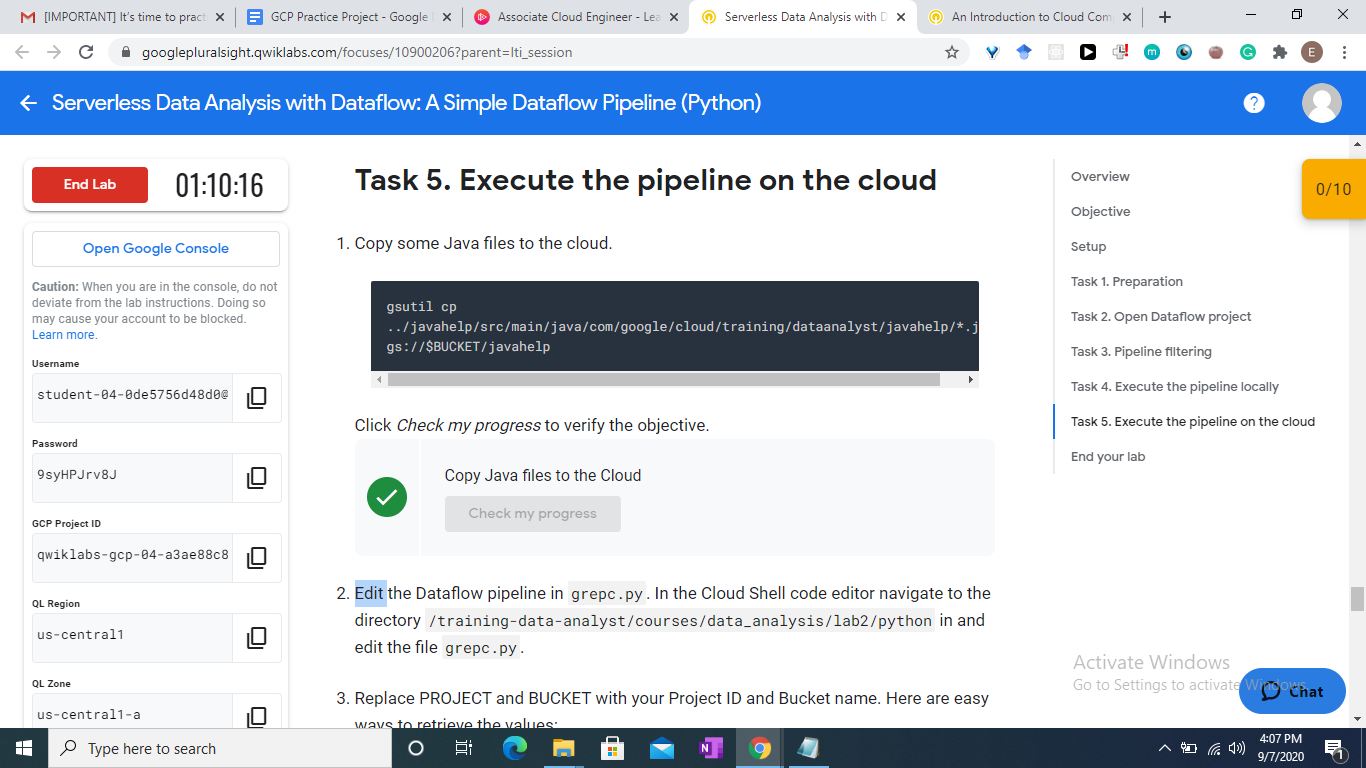 [IMPORTANT] It's time to pract
GCP Practice Project - Google
Associate Cloud Engineer - Lea
Serverless Data Analysis with D
An Introduction to Cloud Com
googlepluralsight.qwiklabs.com/focuses/10900206?parent=lti_session
E
Serverless Data Analysis with Dataflow: A Simple Dataflow Pipeline (Python)
End Lab
01:10:16
Open Google Console
Caution: When you are in the console, do not
deviate from the lab instructions. Doing so
may cause your account to be blocked.
Learn more.
Username
student-04-0de5756d48d0@
Password
9syHPJrv8J
GCP Project ID
qwiklabs-gcp-04-a3ae88c8
QL Region
us-central1
QL Zone
us-central1-a
Task 5. Execute the pipeline on the cloud
1. Copy some Java files to the cloud.
gsutil cp
../javahelp/src/main/java/com/google/cloud/training/dataanalyst/javahelp/*.j
gs://$BUCKET/javahelp
Click Check my progress to verify the objective.
Copy Java files to the Cloud
Check my progress
2. Edit the Dataflow pipeline in grepc.py. In the Cloud Shell code editor navigate to the
directory /training-data-analyst/courses/data_analysis/lab2/python in and
edit the file grepc.py.
3. Replace PROJECT and BUCKET with your Project ID and Bucket name. Here are easy
ways to retrieve the values:
Overview
Objective
Setup
Task 1. Preparation
Task 2. Open Dataflow project
Task 3. Pipeline filtering
Task 4. Execute the pipeline locally
Task 5. Execute the pipeline on the cloud
End your lab
0/10
Activate Windows
Go to Settings to activate Windows.
Chat
Type here to search
4:07 PM
9/7/2020
1